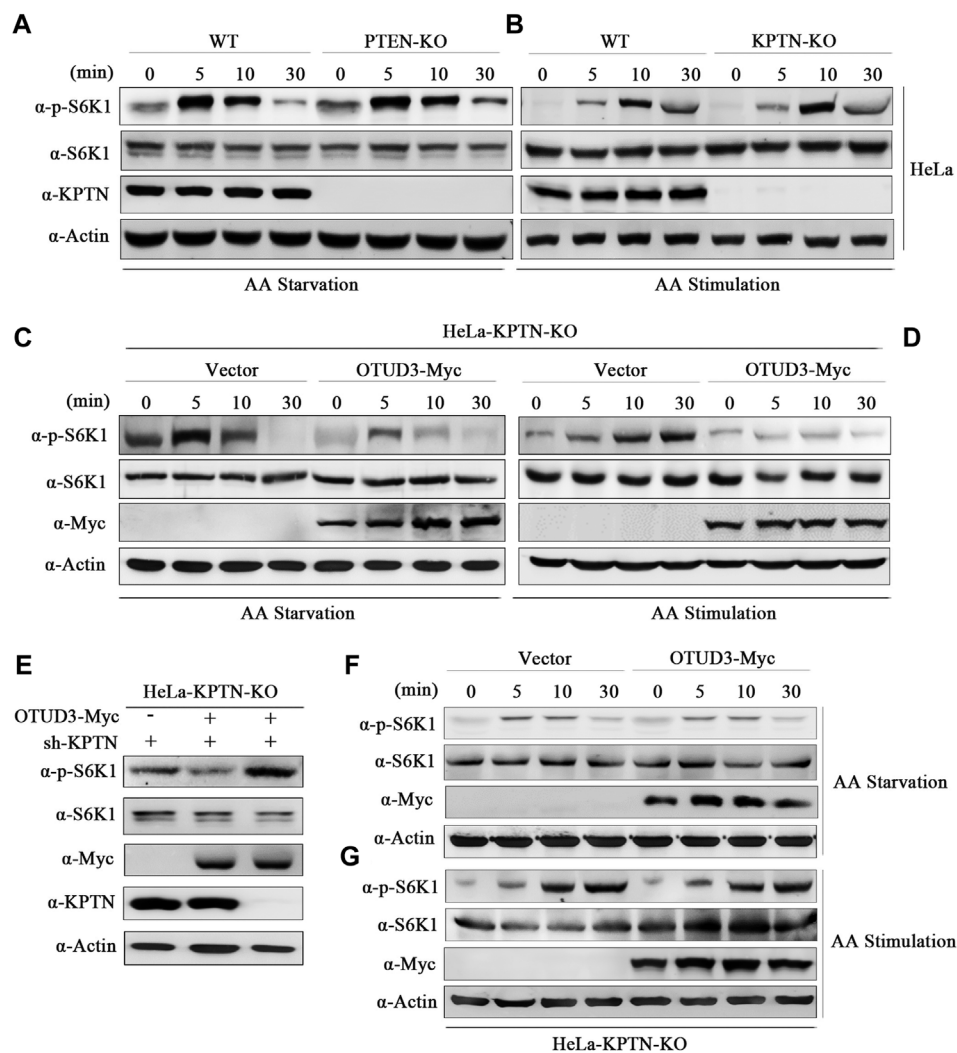 A B
WT PTEN-KO WT KPTN-KO
(min) 0 5 10 30 0 5 10 30 0 5 10 30 0 5 10 30
α-p-S6K1
α-S6K1
α-KPTN
α-Actin
HeLa
AA Starvation AA Stimulation
C D
HeLa-KPTN-KO
Vector OTUD3-Myc Vector OTUD3-Myc
(min) 0 5 10 30 0 5 10 30 0 5 10 30 0 5 10 30
α-p-S6K1
α-S6K1
α-Myc
α-Actin
AA Starvation AA Stimulation
E
HeLa-KPTN-KO
OTUD3-Myc - + +
sh-KPTN + + +
α-p-S6K1
α-S6K1
α-Myc
α-KPTN
α-Actin
F
Vector OTUD3-Myc
(min) 0 5 10 30 0 5 10 30
α-p-S6K1
α-S6K1
α-Myc
α-Actin
AA Starvation
G
α-p-S6K1
α-S6K1
α-Myc
α-Actin
AA Stimulation
HeLa-KPTN-KO